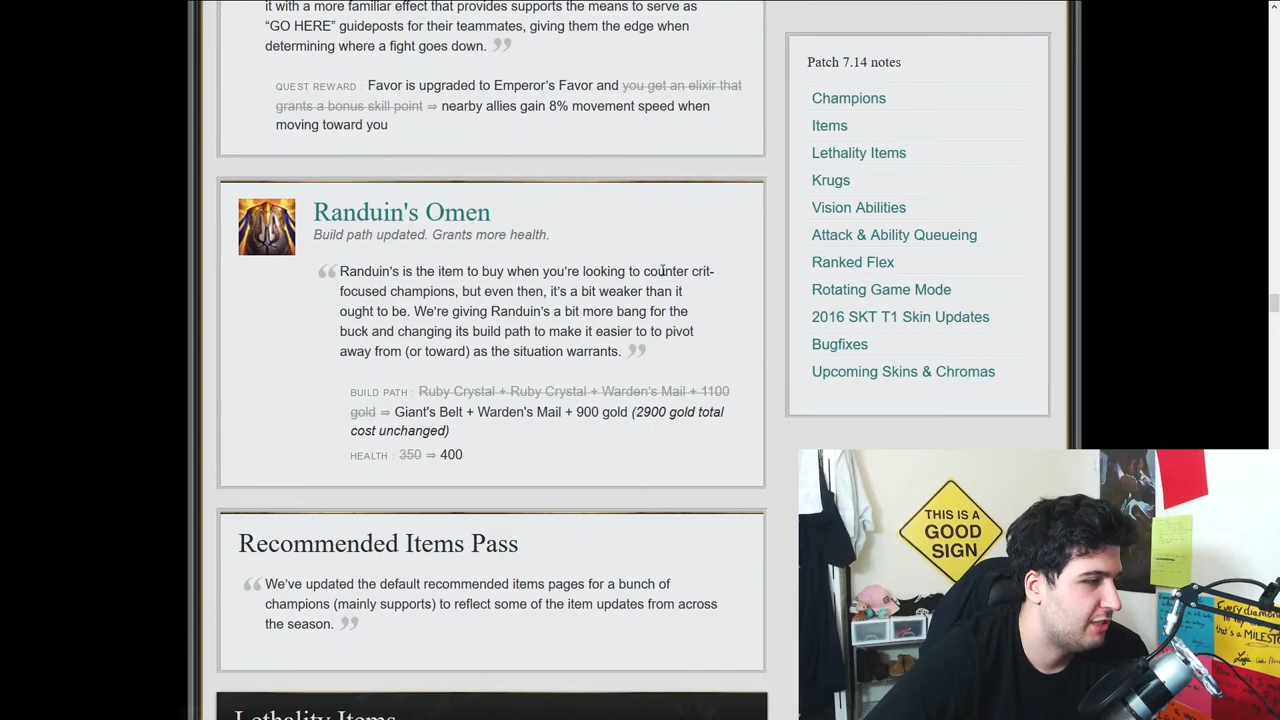 it with a more familiar effect that provides supports the means to serve as
“GO HERE” guideposts for their teammates, giving them the edge when
determining where a fight goes down. ”
QUEST REWARD : Favor is upgraded to Emperor's Favor and you get an elixir that
grants a bonus skill point ⇒ nearby allies gain 8% movement speed when
moving toward you
Randuin's Omen
Build path updated. Grants more health.
“ Randuin's is the item to buy when you're looking to counter crit-
focused champions, but even then, it's a bit weaker than it
ought to be. We're giving Randuin's a bit more bang for the
buck and changing its build path to make it easier to to pivot
away from (or toward) as the situation warrants. ”
BUILD PATH : Ruby Crystal + Ruby Crystal + Warden's Mail + 1100
gold ⇒ Giant's Belt + Warden's Mail + 900 gold (2900 gold total
cost unchanged)
HEALTH : 350 ⇒ 400
Recommended Items Pass
“ We've updated the default recommended items pages for a bunch of
champions (mainly supports) to reflect some of the item updates from across
the season. ”
Lethality Items
Patch 7.14 notes
Champions
Items
Lethality Items
Krugs
Vision Abilities
Attack & Ability Queueing
Ranked Flex
Rotating Game Mode
2016 SKT T1 Skin Updates
Bugfixes
Upcoming Skins & Chromas
THIS IS A
GOOD
SIGN
Every
that's a MILESTO
Logic